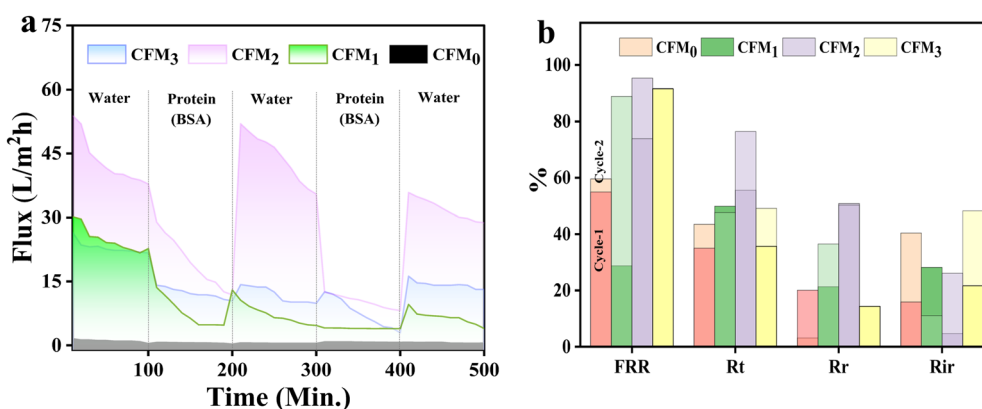 a
75
60
45
30
15
0
Flux (L/m²h)
CFM₃ CFM₂ CFM₁ CFM₀
Water Protein (BSA) Water Protein (BSA) Water
100 200 300 400 500
Time (Min.)
b
100
80
60
40
20
0
%
CFM₀ CFM₁ CFM₂ CFM₃
Cycle-2
Cycle-1
FRR Rt Rr Rir